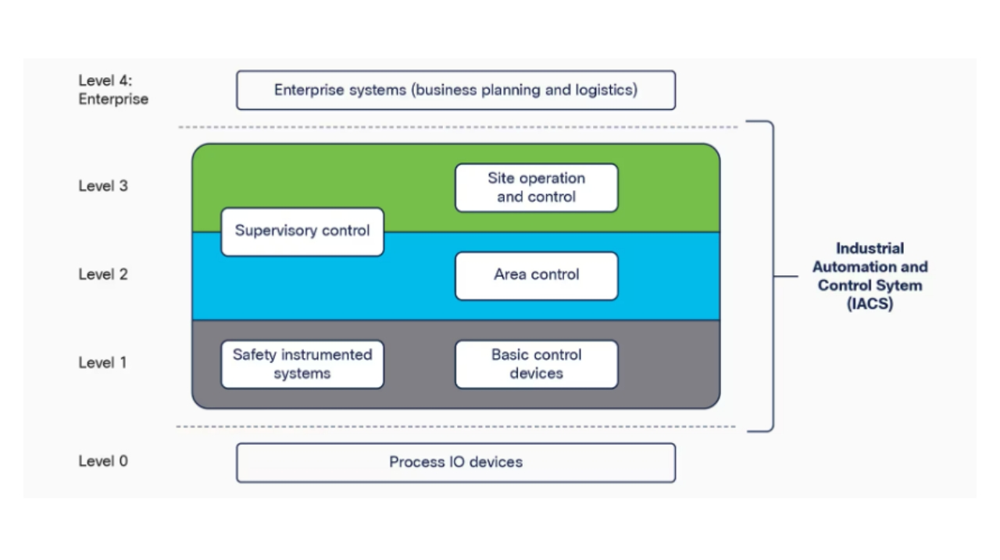 Level 4:
Enterprise
Enterprise systems (business planning and logistics)
Level 3
Site operation
and control
Supervisory control
Level 2
Area control
Level 1
Safety instrumented
systems
Basic control
devices
Level 0
Process IO devices
Industrial
Automation and
Control Sytem
(IACS)